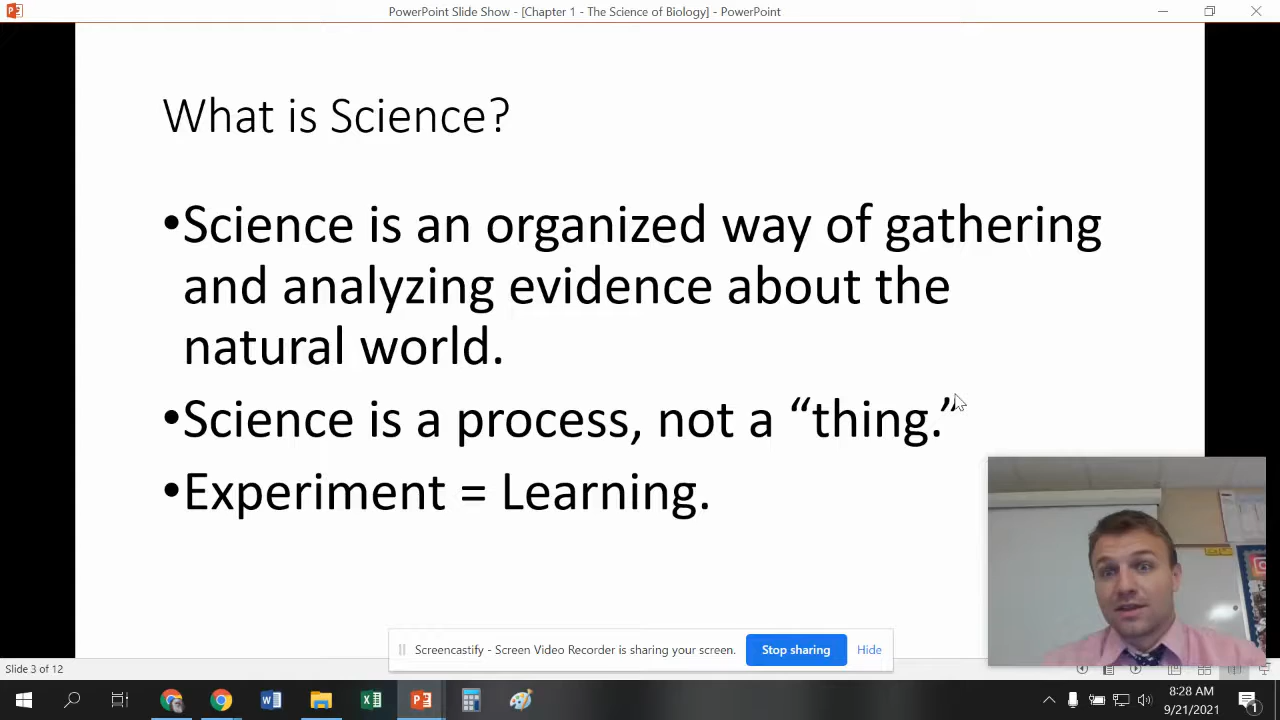 PowerPoint Slide Show - [Chapter 1 - The Science of Biology] - PowerPoint
What is Science?
•Science is an organized way of gathering
and analyzing evidence about the
natural world.
•Science is a process, not a “thing.”
•Experiment = Learning.
Screencastify - Screen Video Recorder is sharing your screen.
Stop sharing
Hide
Slide 3 of 12
8:28 AM
9/21/2021
1